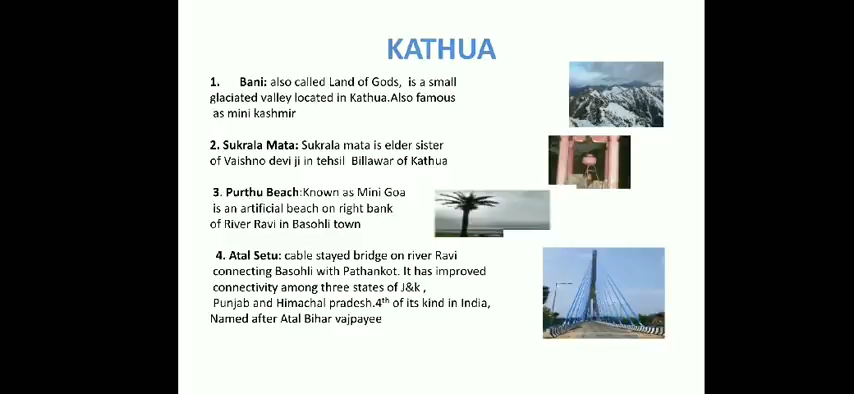 KATHUA
1. Bani: also called Land of Gods, is a small
glaciated valley located in Kathua.Also famous
as mini kashmir
2. Sukrala Mata: Sukrala mata is elder sister
of Vaishno devi ji in tehsil Billawar of Kathua
3. Purthu Beach:Known as Mini Goa
is an artificial beach on right bank
of River Ravi in Basohli town
4. Atal Setu: cable stayed bridge on river Ravi
connecting Basohli with Pathankot. It has improved
connectivity among three states of J&k ,
Punjab and Himachal pradesh.4th of its kind in India,
Named after Atal Bihar vajpayee